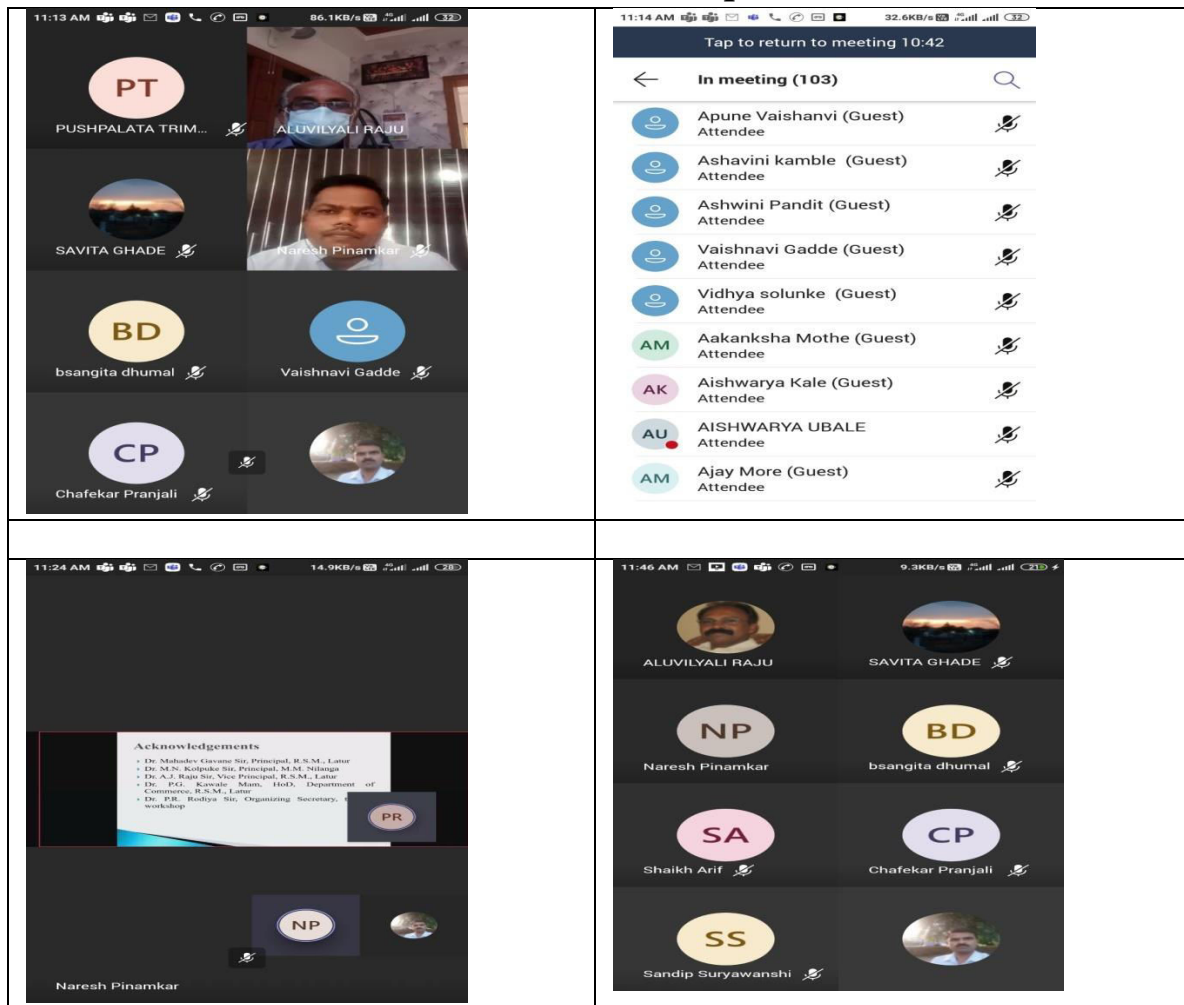 11:13 AM 86.1KB/s 32
PT
PUSHPALATA TRIM...
ALUVILYALI RAJU
SAVITA GHADE
Naresh Pinamkar
BD
bsangita dhumal
Vaishnavi Gadde
CP
Chafekar Pranjali
11:14 AM 32.6KB/s 32
Tap to return to meeting 10:42
In meeting (103)
Apune Vaishanvi (Guest)
Attendee
Ashavini kamble (Guest)
Attendee
Ashwini Pandit (Guest)
Attendee
Vaishnavi Gadde (Guest)
Attendee
Vidhya solunke (Guest)
Attendee
AM Aakanksha Mothe (Guest)
Attendee
AK Aishwarya Kale (Guest)
Attendee
AU AISHWARYA UBALE
Attendee
AM Ajay More (Guest)
Attendee
11:24 AM 14.9KB/s 28
Acknowledgements
Dr. Mahadev Gavane Sir, Principal, R.S.M., Latur
Dr. M.N. Kolpuke Sir, Principal, M.M. Nilanga
Dr. A.J. Raju Sir, Vice Principal, R.S.M., Latur
Dr. P.G. Kawale Mam, HoD, Department of
Commerce, R.S.M., Latur
Dr. P.R. Rodiya Sir, Organizing Secretary,
workshop
PR
NP
Naresh Pinamkar
11:46 AM 9.3KB/s 21
ALUVILYALI RAJU
SAVITA GHADE
NP
Naresh Pinamkar
BD
bsangita dhumal
SA
Shaikh Arif
CP
Chafekar Pranjali
SS
Sandip Suryawanshi